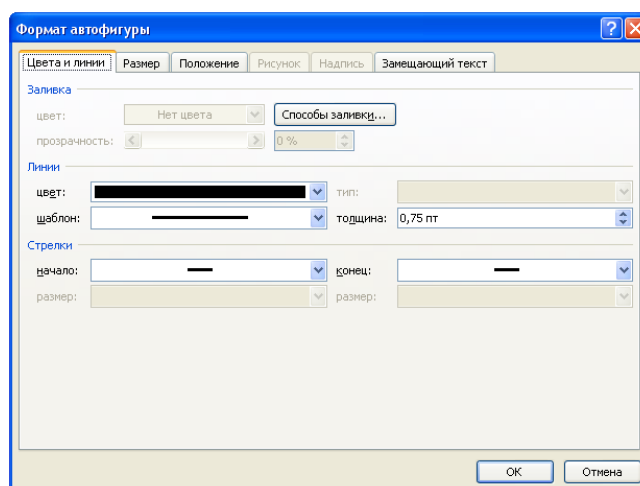 Формат автофигуры
Цвета и линии Размер Положение Рисунок Надпись Замещающий текст
Заливка
цвет: Нет цвета Способы заливки...
прозрачность: 0 %
Линии
цвет: тип:
шаблон: толщина: 0,75 пт
Стрелки
начало: конец:
размер: размер:
ОК Отмена